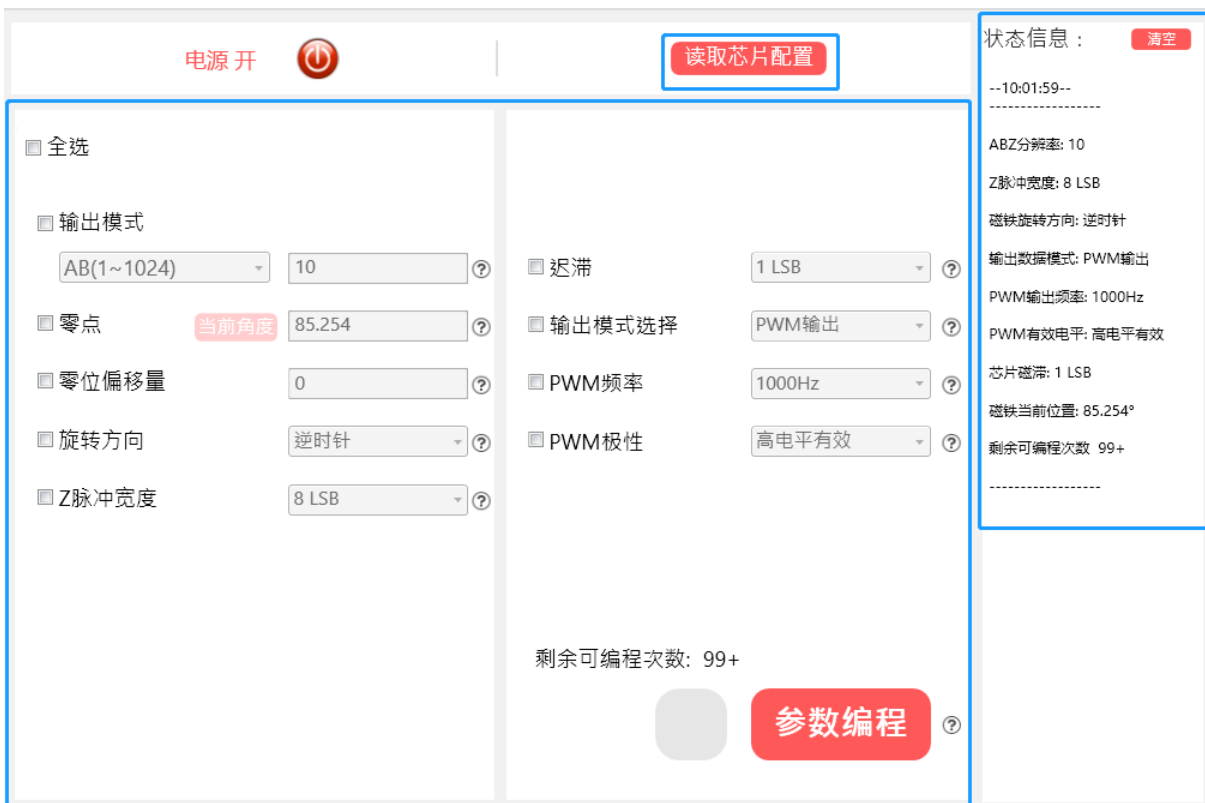 电源 开
读取芯片配置
全选
输出模式
AB(1~1024) 10
零点 当前角度 85.254
零位偏移量 0
旋转方向 逆时针
Z脉冲宽度 8 LSB
迟滞 1 LSB
输出模式选择 PWM输出
PWM频率 1000Hz
PWM极性 高电平有效
剩余可编程次数: 99+
参数编程
状态信息： 清空
--10:01:59--
------------------
ABZ分辨率: 10
Z脉冲宽度: 8 LSB
磁铁旋转方向: 逆时针
输出数据模式: PWM输出
PWM输出频率: 1000Hz
PWM有效电平: 高电平有效
芯片磁滞: 1 LSB
磁铁当前位置: 85.254°
剩余可编程次数 99+
------------------